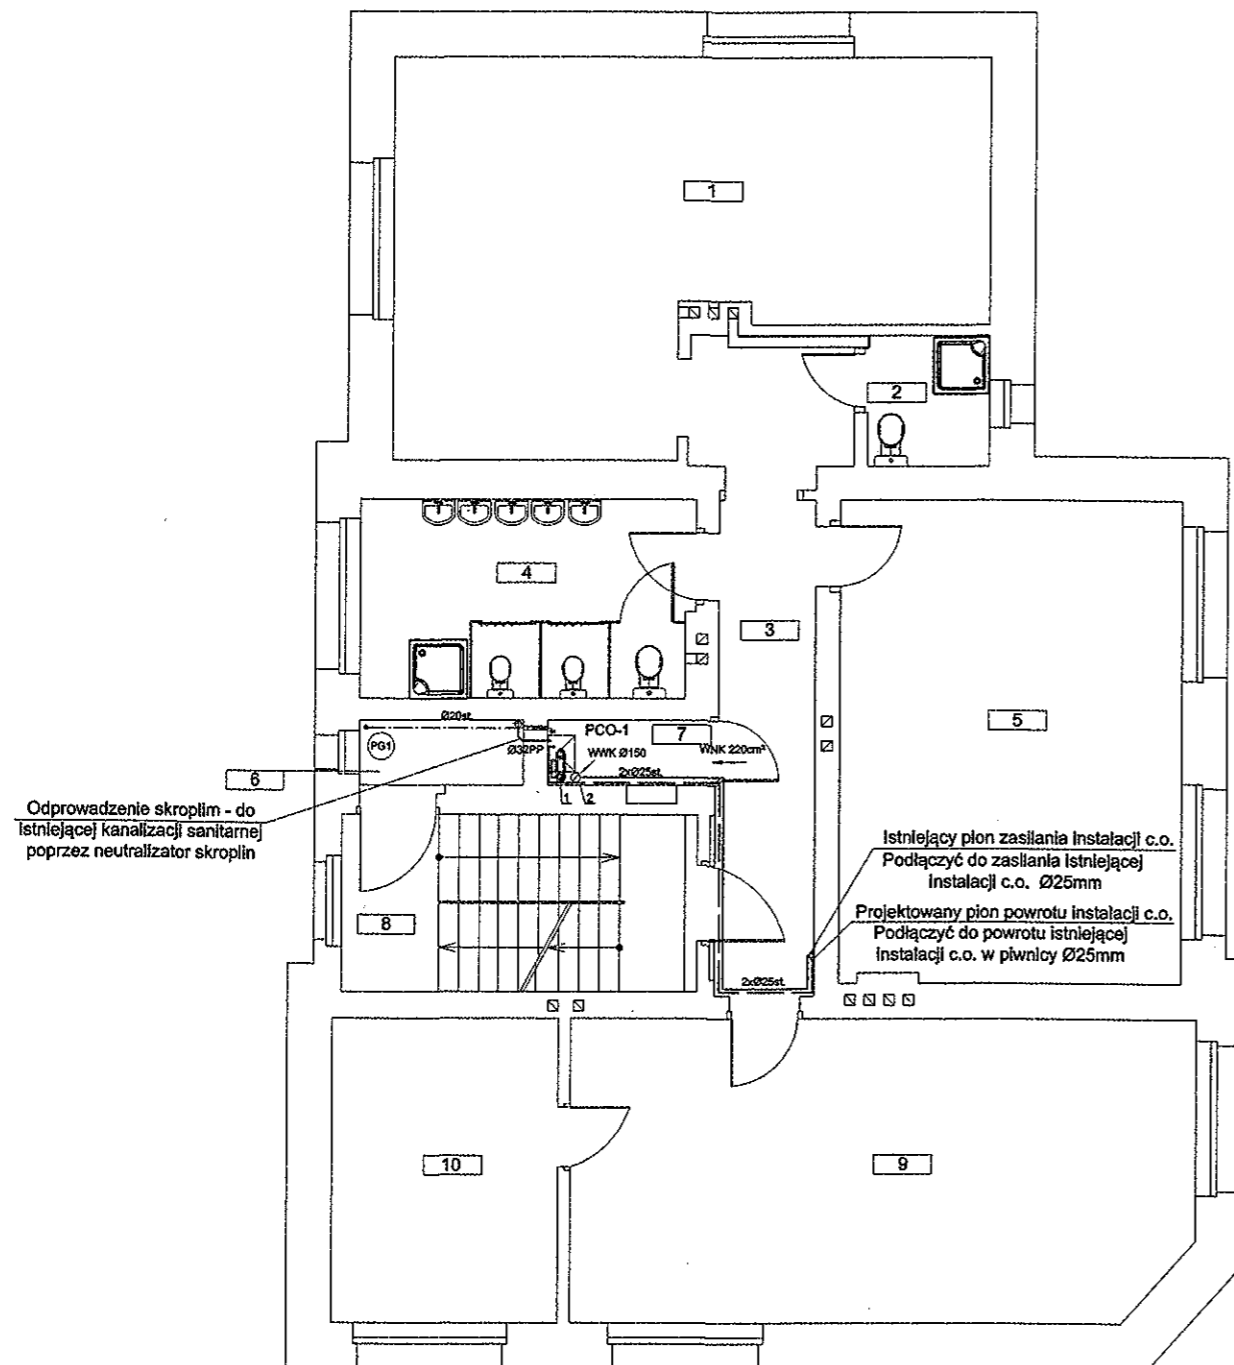 1
2
4
3
5
Ø20st.
PG1
Ø32PP
PCO-1
7
WWK Ø150
WNK 220cm²
2xØ25st.
6
1
2
Odprowadzenie skroplim - do
istniejącej kanalizacji sanitarnej
poprzez neutralizator skroplin
Istniejący pion zasilania instalacji c.o.
Podłączyć do zasilania istniejącej
instalacji c.o. Ø25mm
Projektowany pion powrotu instalacji c.o.
Podłączyć do powrotu istniejącej
instalacji c.o. w piwnicy Ø25mm
8
2xØ25st.
10
9